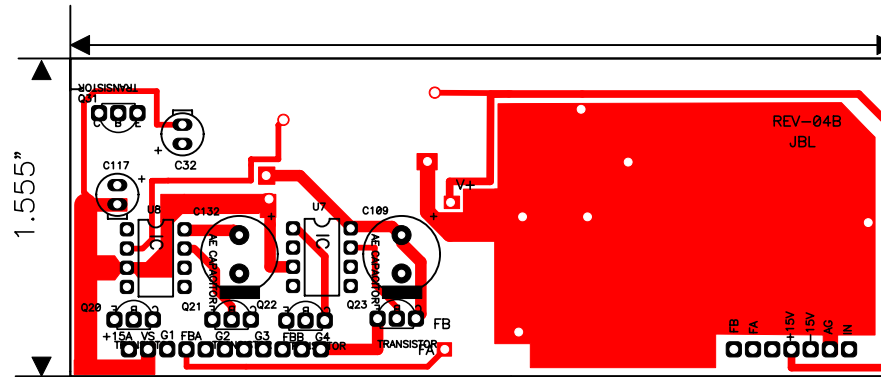 TRANSISTOR
Q31
C B E
REV-04B
JBL
C32
C117
V+
1.555"
U8
C132
U7
C109
IC
AE CAPACITOR
IC
AE CAPACITOR
Q20
Q21
Q22
Q23
FB
+15A VS G1 FBA G2 G3 FBB G4
TRANSISTOR
FA
FB
FA
+15V
-15V
AG
IN